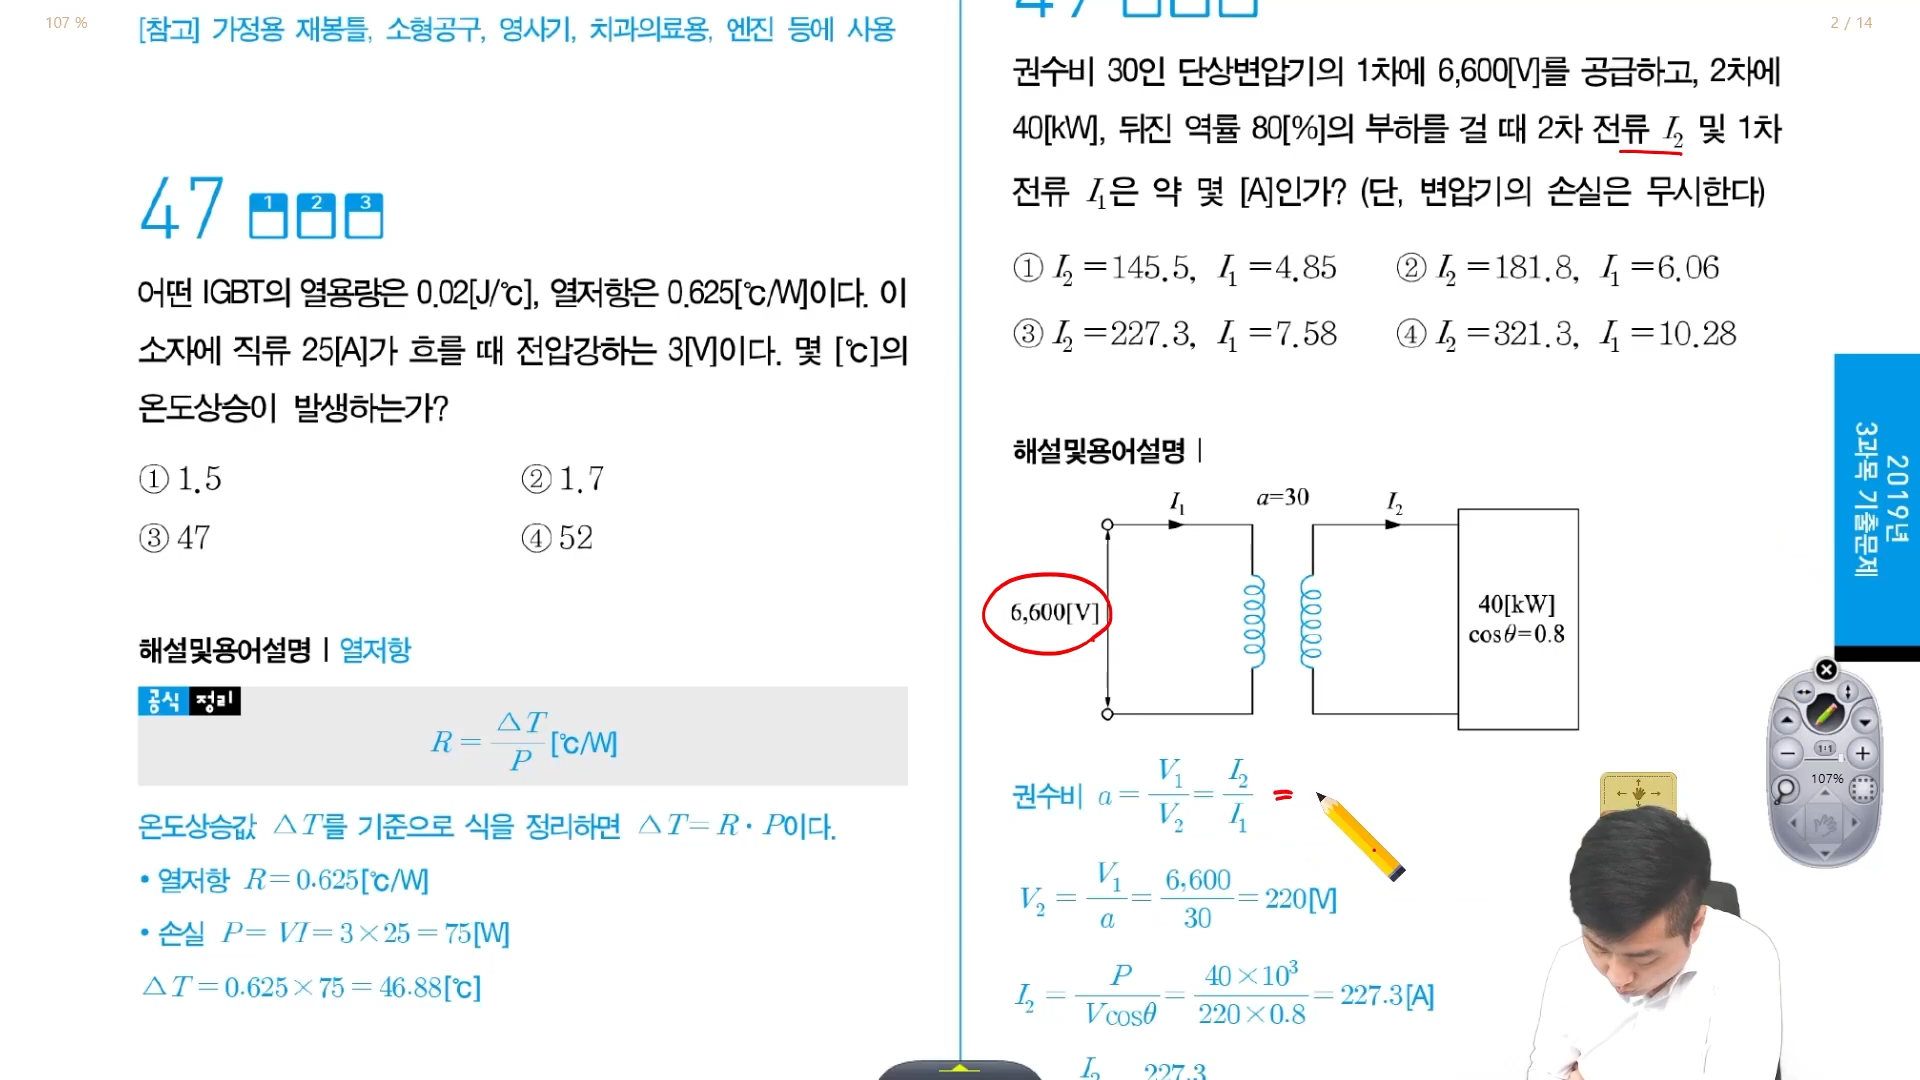 107 %
2 / 14
[참고] 가정용 재봉틀, 소형공구, 영사기, 치과의료용, 엔진 등에 사용
47 1 2 3
어떤 IGBT의 열용량은 0.02[J/℃], 열저항은 0.625[℃/W]이다. 이
소자에 직류 25[A]가 흐를 때 전압강하는 3[V]이다. 몇 [℃]의
온도상승이 발생하는가?
① 1.5 ② 1.7
③ 47 ④ 52
해설및용어설명 | 열저항
공식 정리
R = △T / P [℃/W]
온도상승값 △T를 기준으로 식을 정리하면 △T = R · P이다.
• 열저항 R = 0.625[℃/W]
• 손실 P = VI = 3 × 25 = 75[W]
△T = 0.625 × 75 = 46.88[℃]
권수비 30인 단상변압기의 1차에 6,600[V]를 공급하고, 2차에
40[kW], 뒤진 역률 80[%]의 부하를 걸 때 2차 전류 I₂ 및 1차
전류 I₁은 약 몇 [A]인가? (단, 변압기의 손실은 무시한다)
① I₂ = 145.5, I₁ = 4.85 ② I₂ = 181.8, I₁ = 6.06
③ I₂ = 227.3, I₁ = 7.58 ④ I₂ = 321.3, I₁ = 10.28
해설및용어설명 |
I₁ a=30 I₂
6,600[V]
40[kW]
cosθ=0.8
권수비 a = V₁ / V₂ = I₂ / I₁ =
V₂ = V₁ / a = 6,600 / 30 = 220[V]
I₂ = P / Vcosθ = 40 × 10³ / 220 × 0.8 = 227.3[A]
I₂ 227.3
2019년
3과목 기출문제
1:1
107%